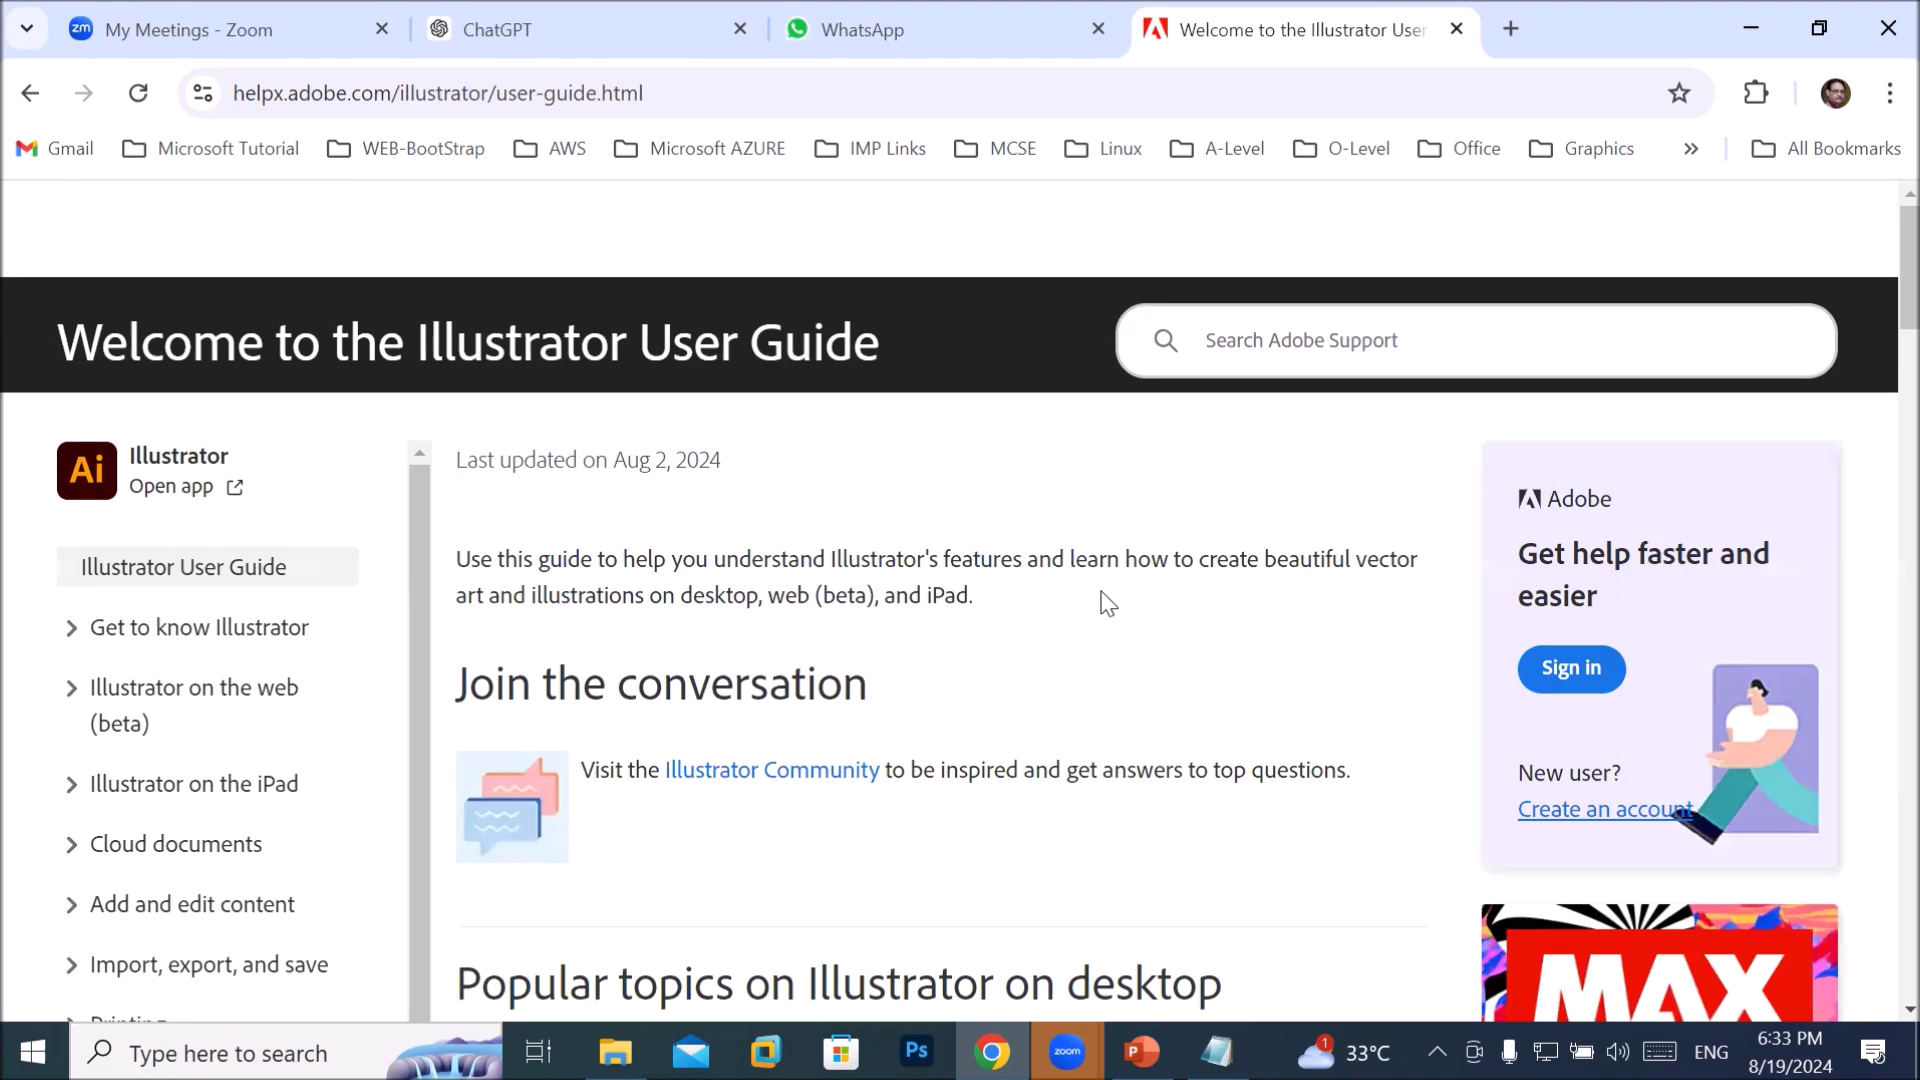 zm My Meetings - Zoom
ChatGPT
WhatsApp
Welcome to the Illustrator User
helpx.adobe.com/illustrator/user-guide.html
Gmail
Microsoft Tutorial
WEB-BootStrap
AWS
Microsoft AZURE
IMP Links
MCSE
Linux
A-Level
O-Level
Office
Graphics
All Bookmarks
Welcome to the Illustrator User Guide
Search Adobe Support
Ai
Illustrator
Open app
Illustrator User Guide
Get to know Illustrator
Illustrator on the web
(beta)
Illustrator on the iPad
Cloud documents
Add and edit content
Import, export, and save
Last updated on Aug 2, 2024
Use this guide to help you understand Illustrator's features and learn how to create beautiful vector
art and illustrations on desktop, web (beta), and iPad.
Join the conversation
Visit the Illustrator Community to be inspired and get answers to top questions.
Popular topics on Illustrator on desktop
Adobe
Get help faster and
easier
Sign in
New user?
Create an account
MAX
Type here to search
Ps
zoom
P
1
33°C
ENG
6:33 PM
8/19/2024